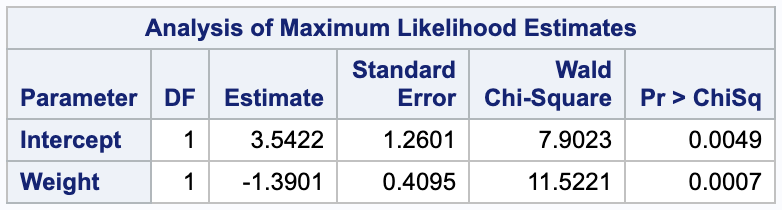 Analysis of Maximum Likelihood Estimates
Parameter DF Estimate Standard Error Wald Chi-Square Pr > ChiSq
Intercept 1 3.5422 1.2601 7.9023 0.0049
Weight 1 -1.3901 0.4095 11.5221 0.0007